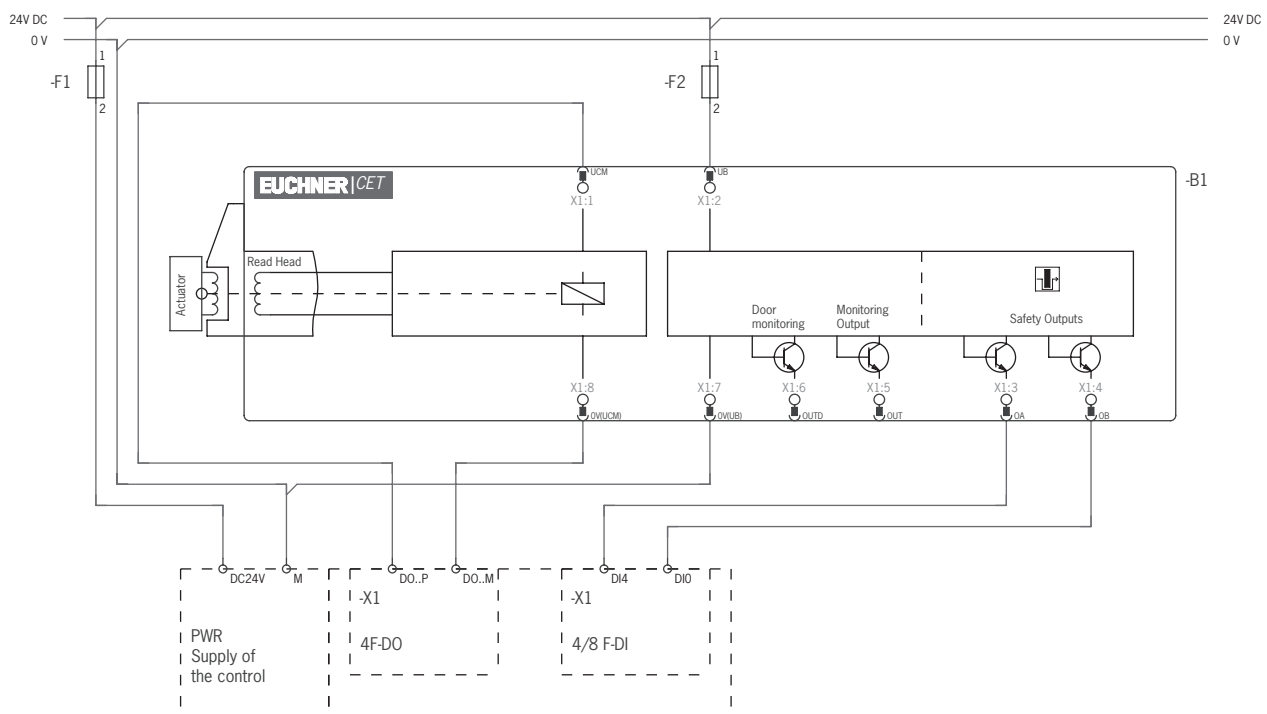 24V DC
24V DC
0 V
0 V
1
1
-F1
-F2
2
2
UCM
UB
EUCHNER|CET
-B1
X1:1
X1:2
Read Head
Actuator
Door
monitoring
Monitoring
Output
Safety Outputs
X1:8
X1:7
X1:6
X1:5
X1:3
X1:4
0V(UCM)
0V(UB)
OUTD
OUT
OA
OB
DC24V
M
DO..P
DO..M
DI4
DI0
-X1
-X1
PWR
Supply of
the control
4F-DO
4/8 F-DI